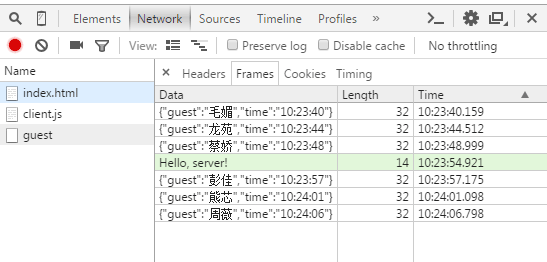 Elements Network Sources Timeline Profiles »
View: Preserve log Disable cache No throttling
Name
index.html
client.js
guest
× Headers Frames Cookies Timing
Data Length Time
{"guest":"毛媚","time":"10:23:40"} 32 10:23:40.159
{"guest":"龙苑","time":"10:23:44"} 32 10:23:44.512
{"guest":"蔡娇","time":"10:23:48"} 32 10:23:48.999
Hello, server! 14 10:23:54.921
{"guest":"彭佳","time":"10:23:57"} 32 10:23:57.175
{"guest":"熊芯","time":"10:24:01"} 32 10:24:01.098
{"guest":"周薇","time":"10:24:06"} 32 10:24:06.798